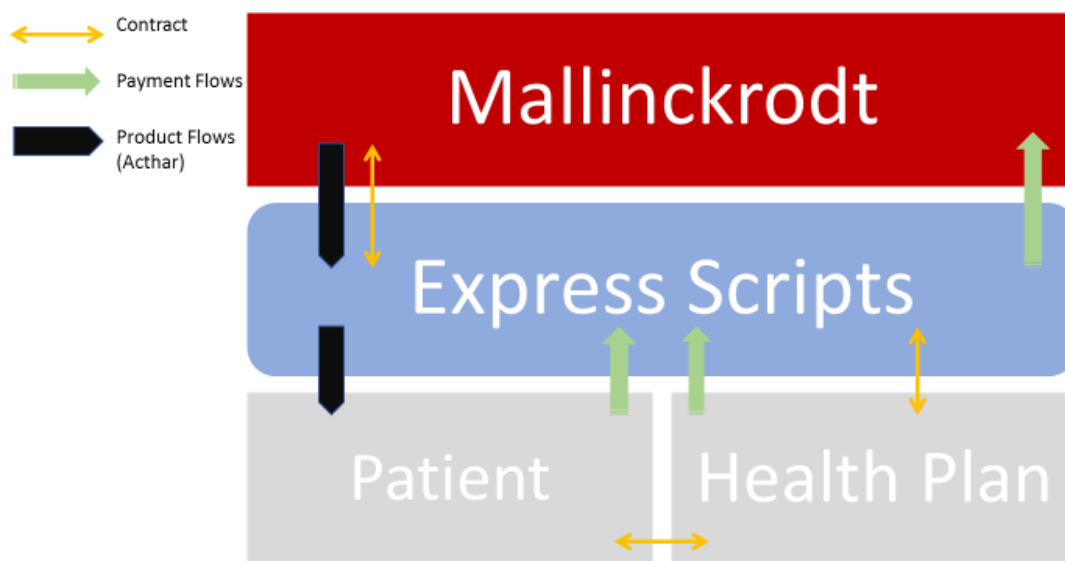 Contract
Payment Flows
Product Flows
(Acthar)
Mallinckrodt
Express Scripts
Patient
Health Plan